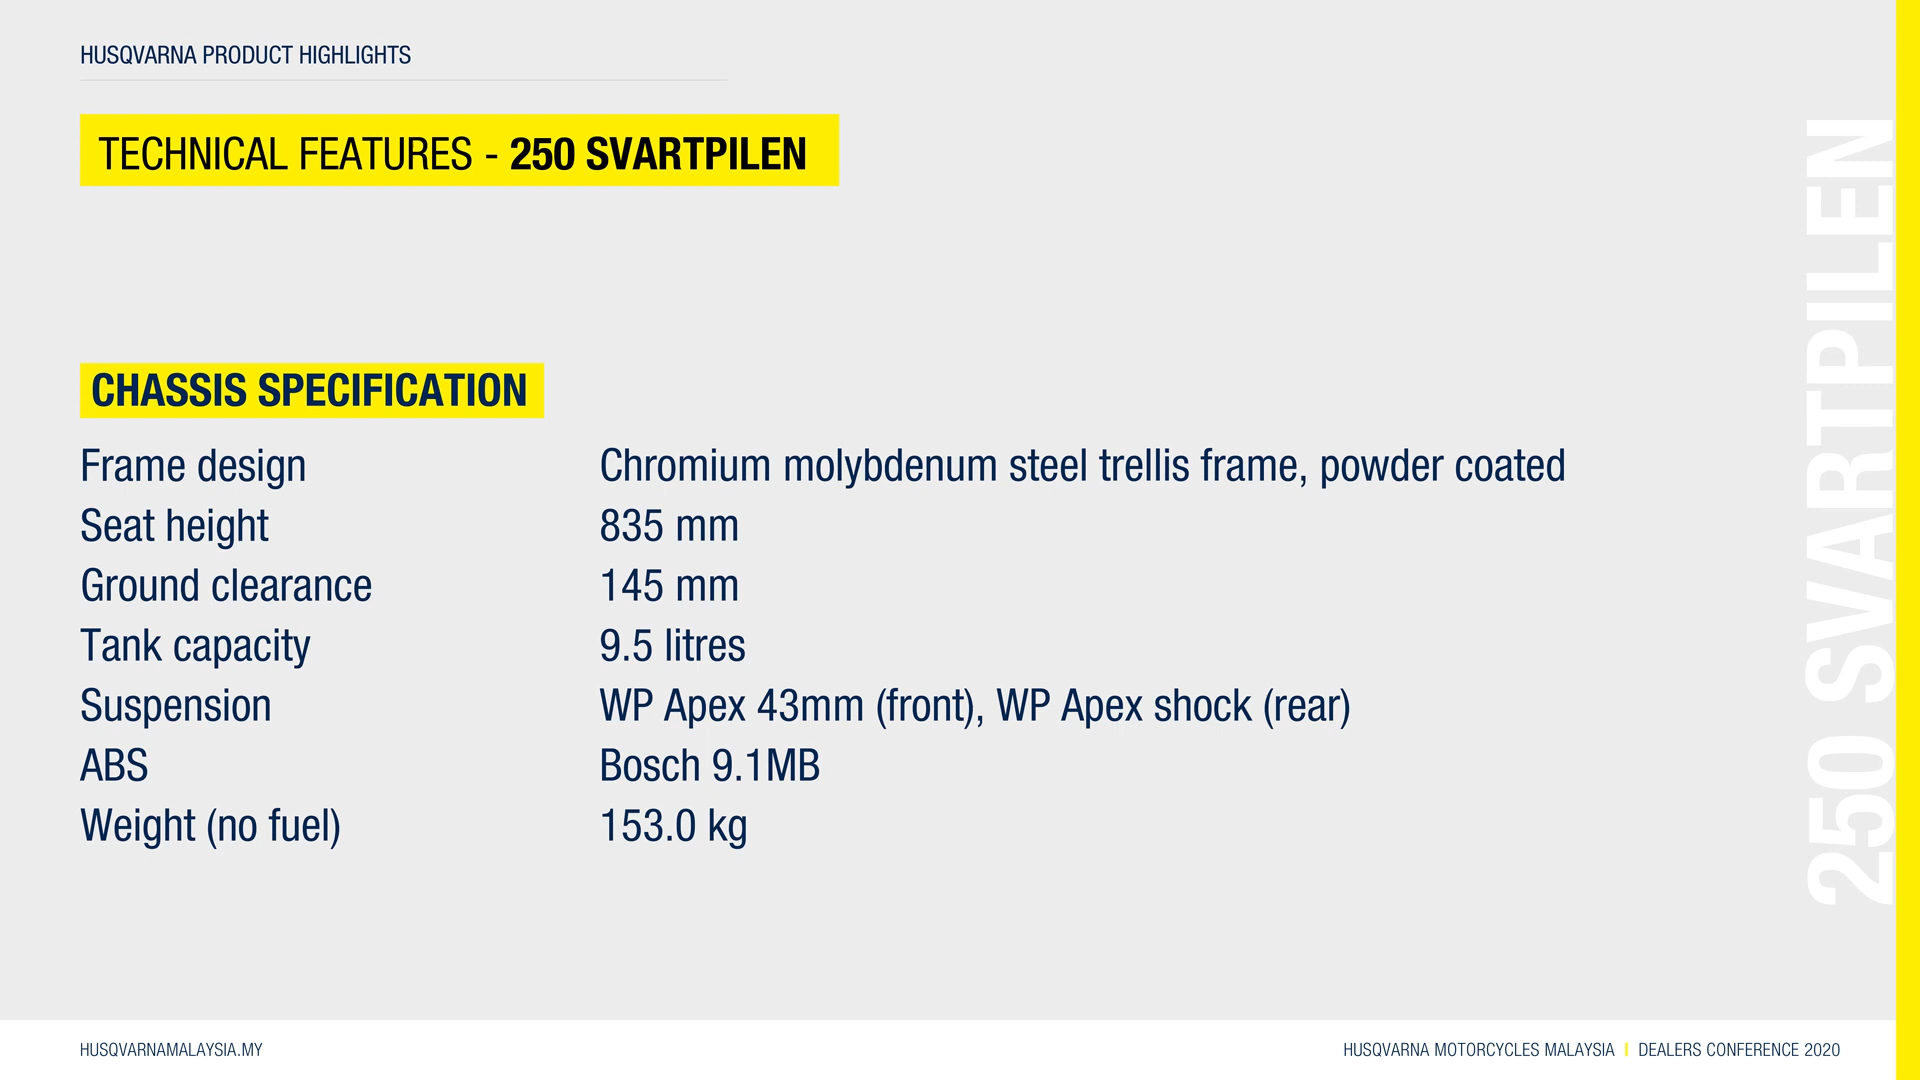 HUSQVARNA PRODUCT HIGHLIGHTS
TECHNICAL FEATURES - 250 SVARTPILEN
CHASSIS SPECIFICATION
Frame design Chromium molybdenum steel trellis frame, powder coated
Seat height 835 mm
Ground clearance 145 mm
Tank capacity 9.5 litres
Suspension WP Apex 43mm (front), WP Apex shock (rear)
ABS Bosch 9.1MB
Weight (no fuel) 153.0 kg
250 SVARTPILEN
HUSQVARNAMALAYSIA.MY
HUSQVARNA MOTORCYCLES MALAYSIA | DEALERS CONFERENCE 2020